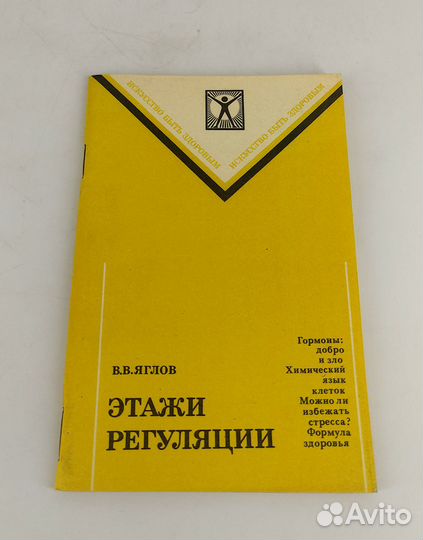 ИСКУССТВО БЫТЬ ЗДОРОВЫМ
ИСКУССТВО БЫТЬ ЗДОРОВЫМ
В.В.ЯГЛОВ
ЭТАЖИ
РЕГУЛЯЦИИ
Гормоны:
добро
и зло
Химический
язык
клеток
Можно ли
избежать
стресса?
Формула
здоровья
Avito